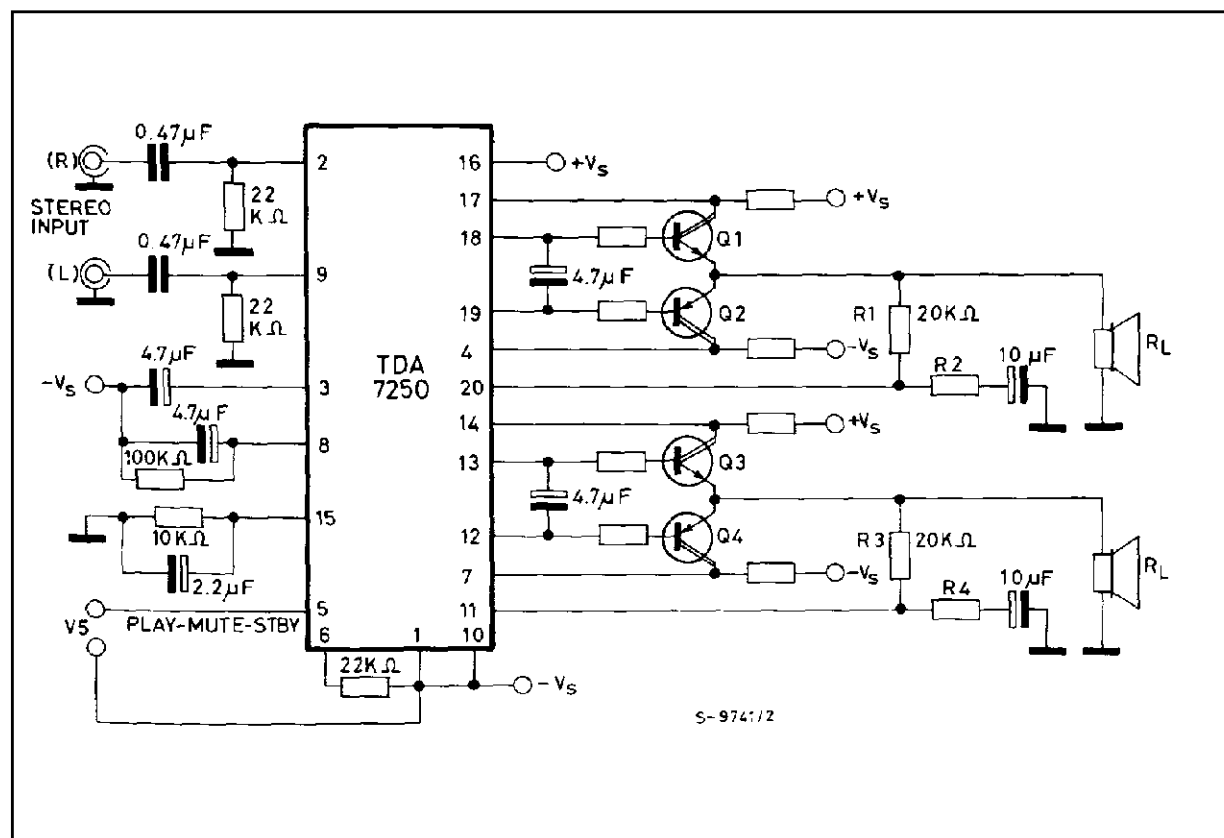 0.47µF
(R)
2
22
KΩ
STEREO
INPUT
0.47µF
(L)
9
22
KΩ
4.7µF
-Vs
3
4.7µF
8
100KΩ
15
10KΩ
2.2µF
5
V5
PLAY-MUTE-STBY
6
1
10
22KΩ
-Vs
TDA
7250
16
+Vs
17
+Vs
18
Q1
4.7µF
19
Q2
4
-Vs
20
R1
20KΩ
R2
10µF
RL
14
+Vs
13
Q3
4.7µF
12
Q4
7
-Vs
11
R3
20KΩ
R4
10µF
RL
S-9741/2